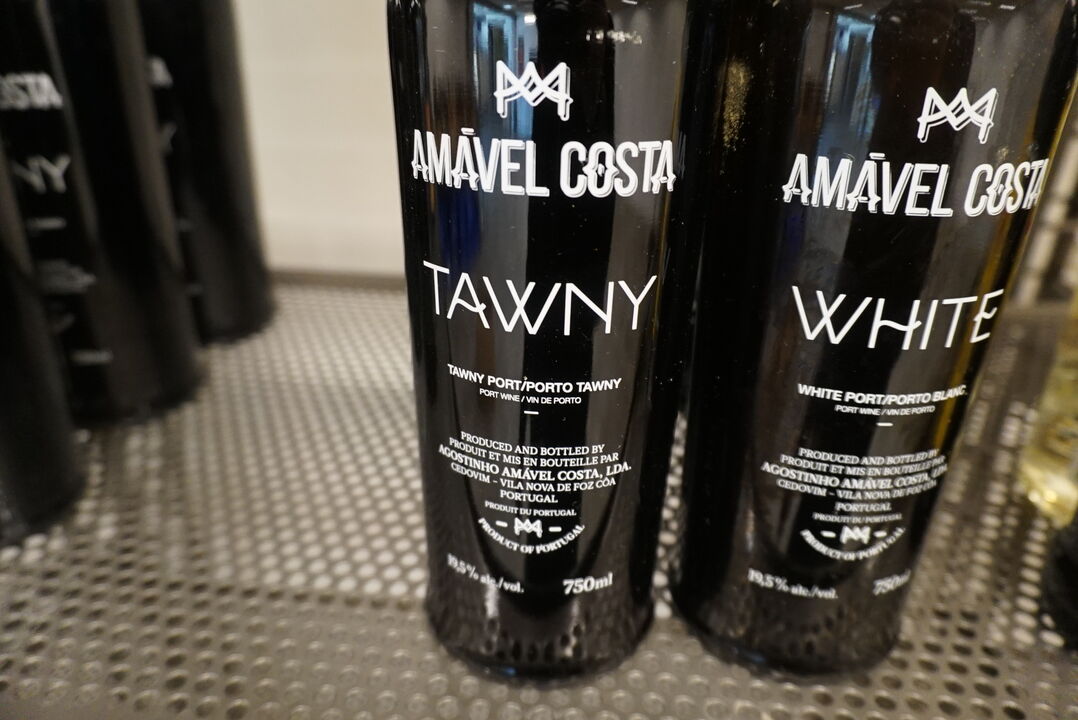 AMĀVEL COSTA
TAWNY
TAWNY PORT/PORTO TAWNY
PORT WINE / VIN DE PORTO
PRODUCED AND BOTTLED BY
PRODUIT ET MIS EN BOUTEILLE PAR
AGOSTINHO AMÁVEL COSTA, LDA.
CEDOVIM - VILA NOVA DE FOZ CÔA
PORTUGAL
PRODUIT DU PORTUGAL
PRODUCT OF PORTUGAL
19,5% alc./vol. 750ml
AMĀVEL COSTA
WHITE
WHITE PORT/PORTO BLANC
PORT WINE / VIN DE PORTO
PRODUCED AND BOTTLED BY
PRODUIT ET MIS EN BOUTEILLE PAR
AGOSTINHO AMÁVEL COSTA, LDA
CEDOVIM - VILA NOVA DE FOZ CÔA
PORTUGAL
PRODUIT DU PORTUGAL
PRODUCT OF PORTUGAL
19,5% alc./vol. 750ml